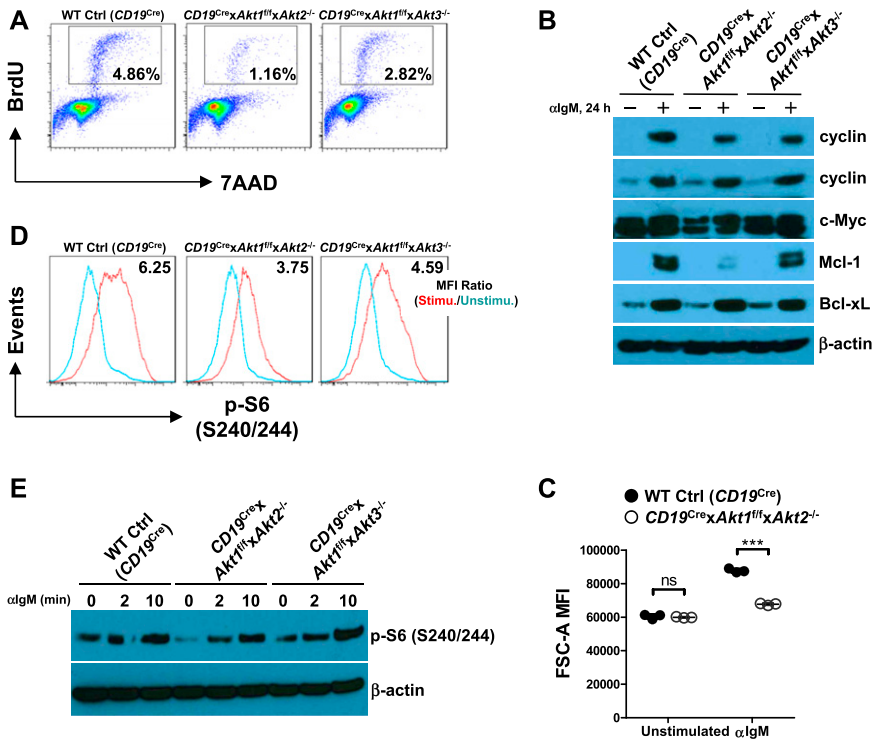 A
WT Ctrl (CD19Cre)
CD19CrexAkt1f/fxAkt2-/-
CD19CrexAkt1f/fxAkt3-/-
4.86%
1.16%
2.82%
BrdU
7AAD
B
WT Ctrl
(CD19Cre)
CD19Crex
Akt1f/fxAkt2-/-
CD19Crex
Akt1f/fxAkt3-/-
αIgM, 24 h
− + − + − +
cyclin
cyclin
c-Myc
Mcl-1
Bcl-xL
β-actin
D
WT Ctrl (CD19Cre)
CD19CrexAkt1f/fxAkt2-/-
CD19CrexAkt1f/fxAkt3-/-
6.25
3.75
4.59
MFI Ratio
(Stimu./Unstimu.)
Events
p-S6
(S240/244)
E
WT Ctrl
(CD19Cre)
CD19Crex
Akt1f/fxAkt2-/-
CD19Crex
Akt1f/fxAkt3-/-
αIgM (min)
0 2 10 0 2 10 0 2 10
p-S6 (S240/244)
β-actin
C
WT Ctrl (CD19Cre)
CD19CrexAkt1f/fxAkt2-/-
FSC-A MFI
100000
80000
60000
40000
20000
0
ns
***
Unstimulated αIgM